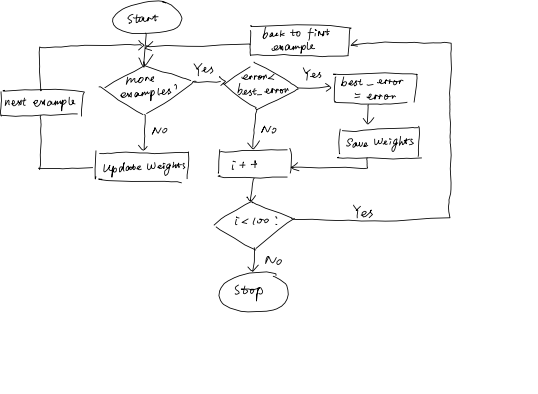 Start
back to first
example
more
examples?
Yes
error<
best_error
Yes
best_error
= error
next example
No
No
Save Weights
Update Weights
i++
i<100?
Yes
No
Stop